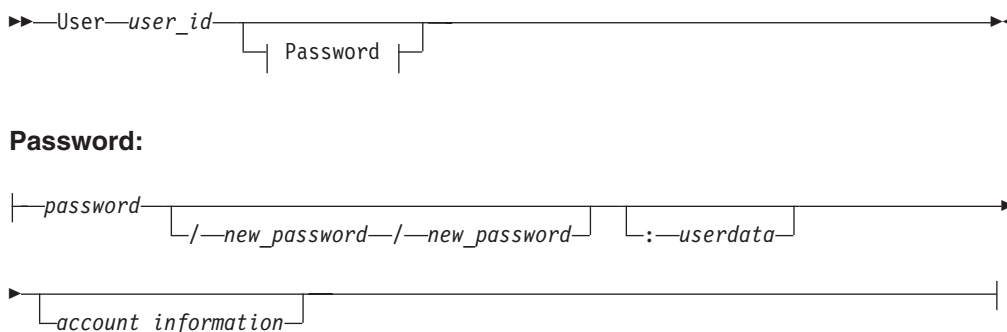 User user_id
Password
Password:
password
/ new_password / new_password : userdata
account information